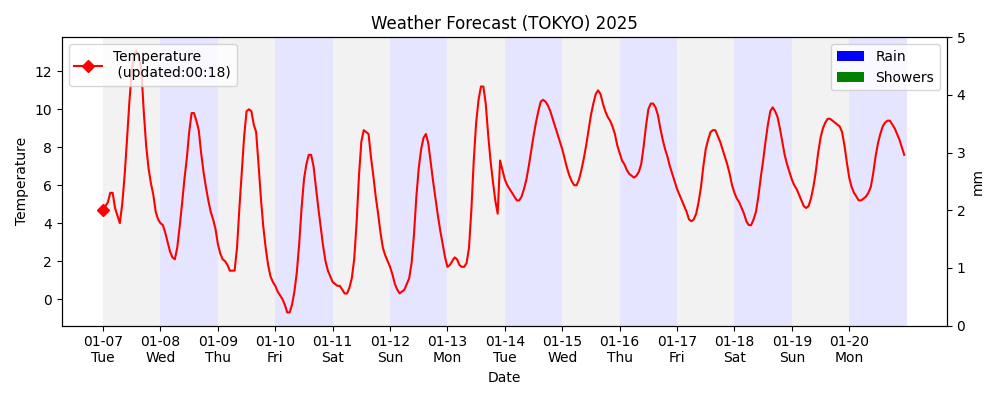 Weather Forecast (TOKYO) 2025
Temperature
(updated:00:18)
Rain
Showers
Temperature
12
10
8
6
4
2
0
5
4
3
2
1
0
mm
01-07 01-08 01-09 01-10 01-11 01-12 01-13 01-14 01-15 01-16 01-17 01-18 01-19 01-20
Tue Wed Thu Fri Sat Sun Mon Tue Wed Thu Fri Sat Sun Mon
Date